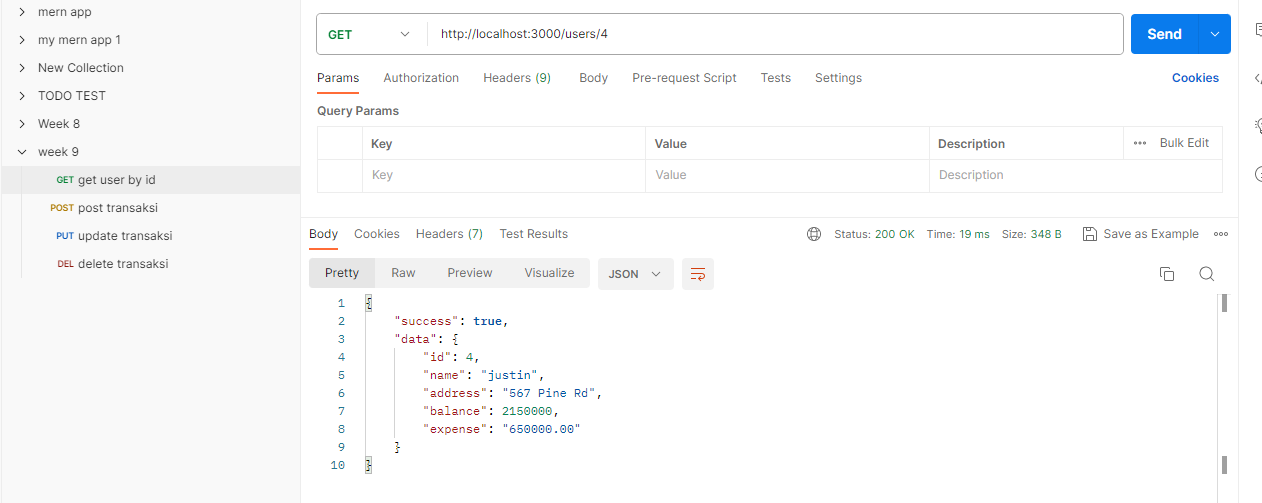 mern app
my mern app 1
New Collection
TODO TEST
Week 8
week 9
GET get user by id
POST post transaksi
PUT update transaksi
DEL delete transaksi
GET http://localhost:3000/users/4 Send
Params Authorization Headers (9) Body Pre-request Script Tests Settings Cookies
Query Params
Key Value Description ••• Bulk Edit
Key Value Description
Body Cookies Headers (7) Test Results Status: 200 OK Time: 19 ms Size: 348 B Save as Example •••
Pretty Raw Preview Visualize JSON
1 {
2 "success": true,
3 "data": {
4 "id": 4,
5 "name": "justin",
6 "address": "567 Pine Rd",
7 "balance": 2150000,
8 "expense": "650000.00"
9 }
10 }